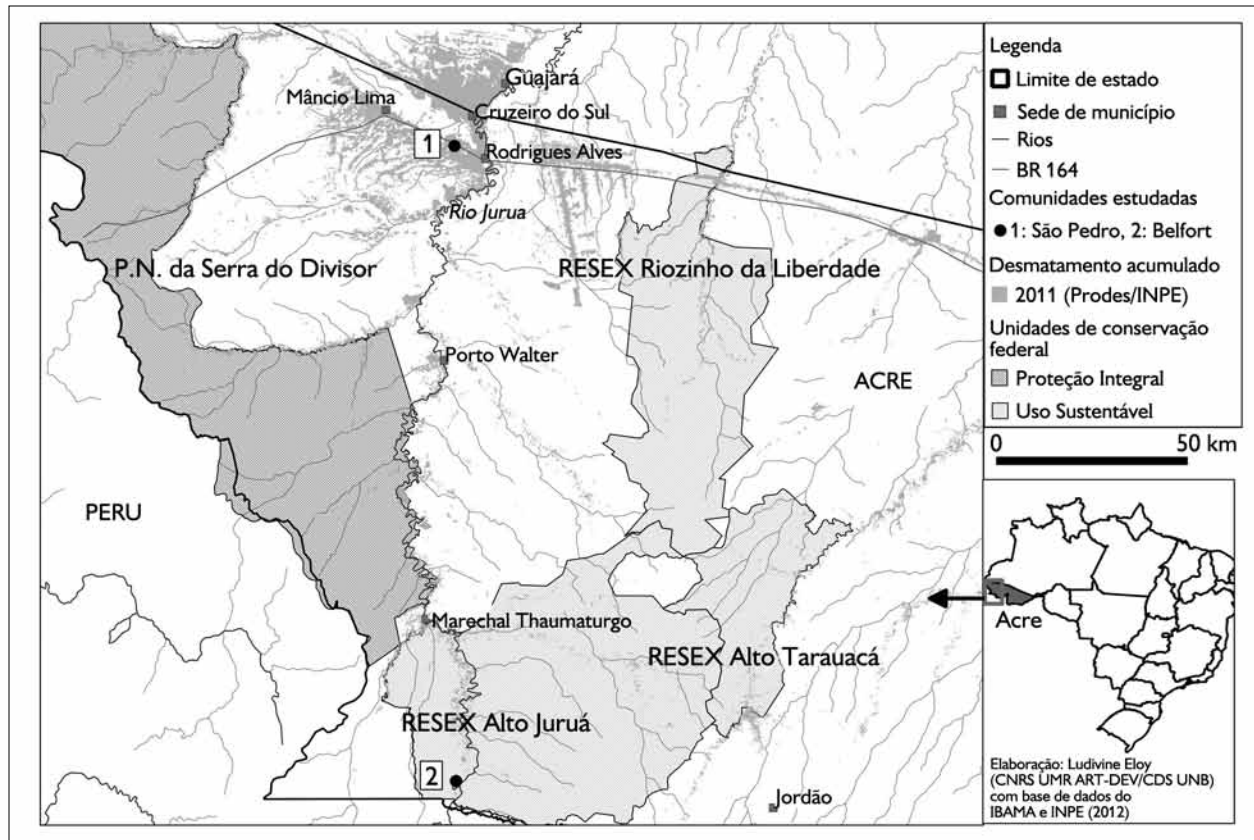 Gûajará
Mâncio Lima
Cruzeiro do Sul
1
Rodrigues Alves
Rio Jurua
P.N. da Serra do Divisor
RESEX Riozinho da Liberdade
Porto Walter
ACRE
PERU
Marechal Thaumaturgo
RESEX Alto Tarauacá
RESEX Alto Juruá
2
Jordão
Legenda
Limite de estado
Sede de município
Rios
BR 164
Comunidades estudadas
1: São Pedro, 2: Belfort
Desmatamento acumulado
2011 (Prodes/INPE)
Unidades de conservação
federal
Proteção Integral
Uso Sustentável
0 50 km
Acre
Elaboração: Ludivine Eloy
(CNRS UMR ART-DEV/CDS UNB)
com base de dados do
IBAMA e INPE (2012)